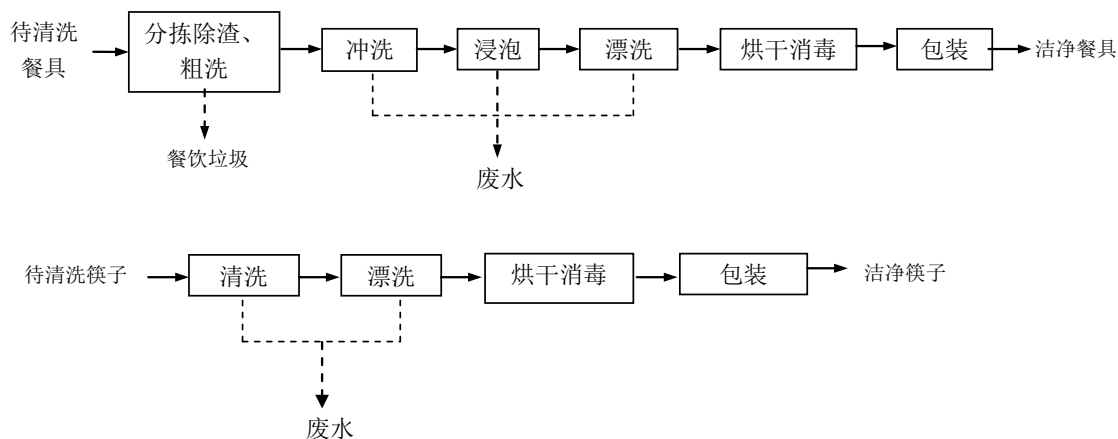 待清洗
餐具
分拣除渣、
粗洗
冲洗
浸泡
漂洗
烘干消毒
包装
洁净餐具
餐饮垃圾
废水
待清洗筷子
清洗
漂洗
烘干消毒
包装
洁净筷子
废水